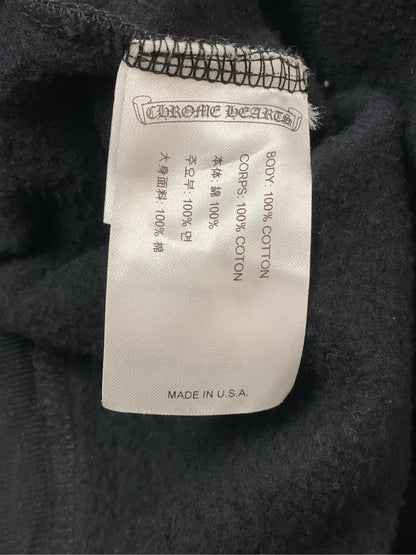 CHROME HEARTS
BODY: 100% COTTON
CORPS: 100% COTON
本体: 綿 100%
주요부: 100% 면
大身面料: 100% 棉
MADE IN U.S.A.